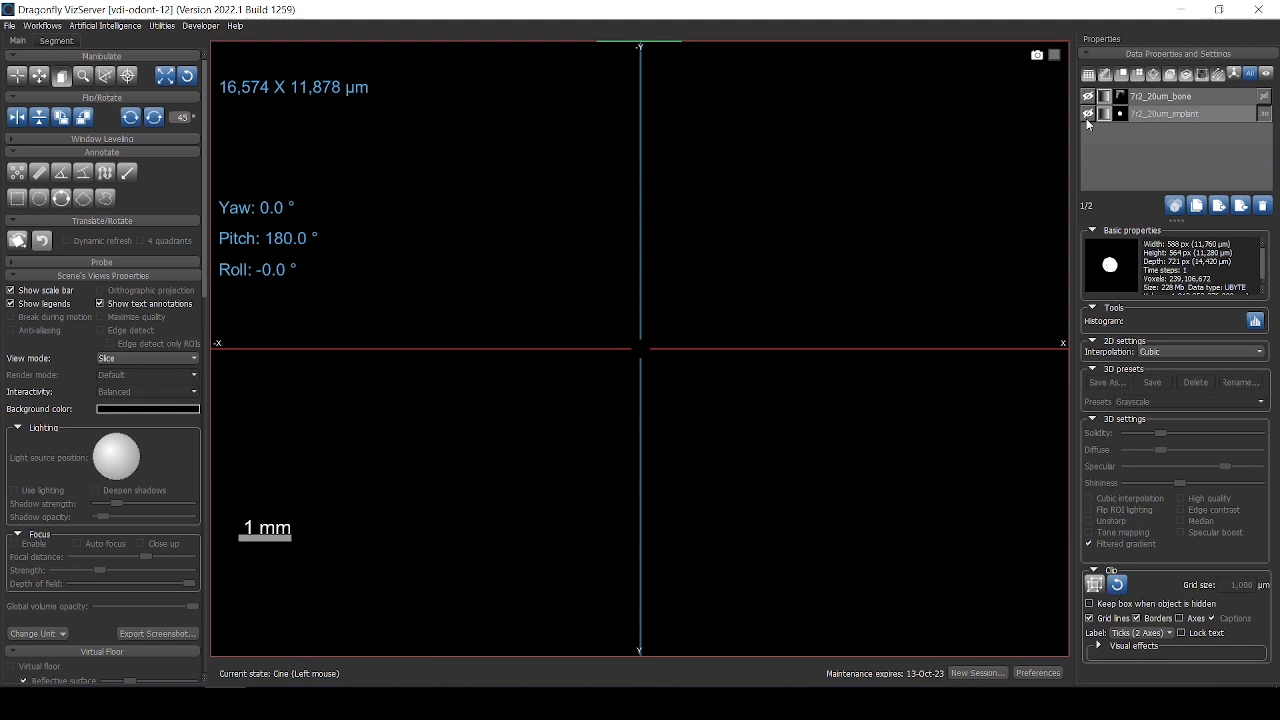 Dragonfly VizServer [vdi-odont-12] (Version 2022.1 Build 1259)
File Workflows Artificial Intelligence Utilities Developer Help
Main Segment
Manipulate
Flip/Rotate
45°
Window Leveling
Annotate
Translate/Rotate
Dynamic refresh 4 quadrants
Probe
Scene's Views Properties
Show scale bar Orthographic projection
Show legends Show text annotations
Break during motion Maximize quality
Anti-aliasing Edge detect
Edge detect only ROIs
View mode: Slice
Render mode: Default
Interactivity: Balanced
Background color:
Lighting
Light source position:
Use lighting Deepen shadows
Shadow strength:
Shadow opacity:
Focus
Enable Auto focus Close up
Focal distance:
Strength:
Depth of field:
Global volume opacity:
Change Unit Export Screenshot...
Virtual Floor
Virtual floor
Reflective surface
-Y
16,574 X 11,878 µm
Yaw: 0.0 °
Pitch: 180.0 °
Roll: -0.0 °
-X
X
1 mm
Y
Current state: Cine (Left mouse)
Maintenance expires: 13-Oct-23 New Session... Preferences
Properties
Data Properties and Settings
All
7r2_20um_bone
7r2_20um_implant 3D
1/2
Basic properties
Width: 588 px (11,760 µm)
Height: 564 px (11,280 µm)
Depth: 721 px (14,420 µm)
Time steps: 1
Voxels: 239,106,672
Size: 228 Mb Data type: UBYTE
Tools
Histogram:
2D settings
Interpolation: Cubic
3D presets
Save As... Save Delete Rename...
Presets Grayscale
3D settings
Solidity:
Diffuse
Specular
Shininess
Cubic interpolation High quality
Flip ROI lighting Edge contrast
Unsharp Median
Tone mapping Specular boost
Filtered gradient
Clip
Grid size: 1,000 µm
Keep box when object is hidden
Grid lines Borders Axes Captions
Label: Ticks (2 Axes) Lock text
Visual effects